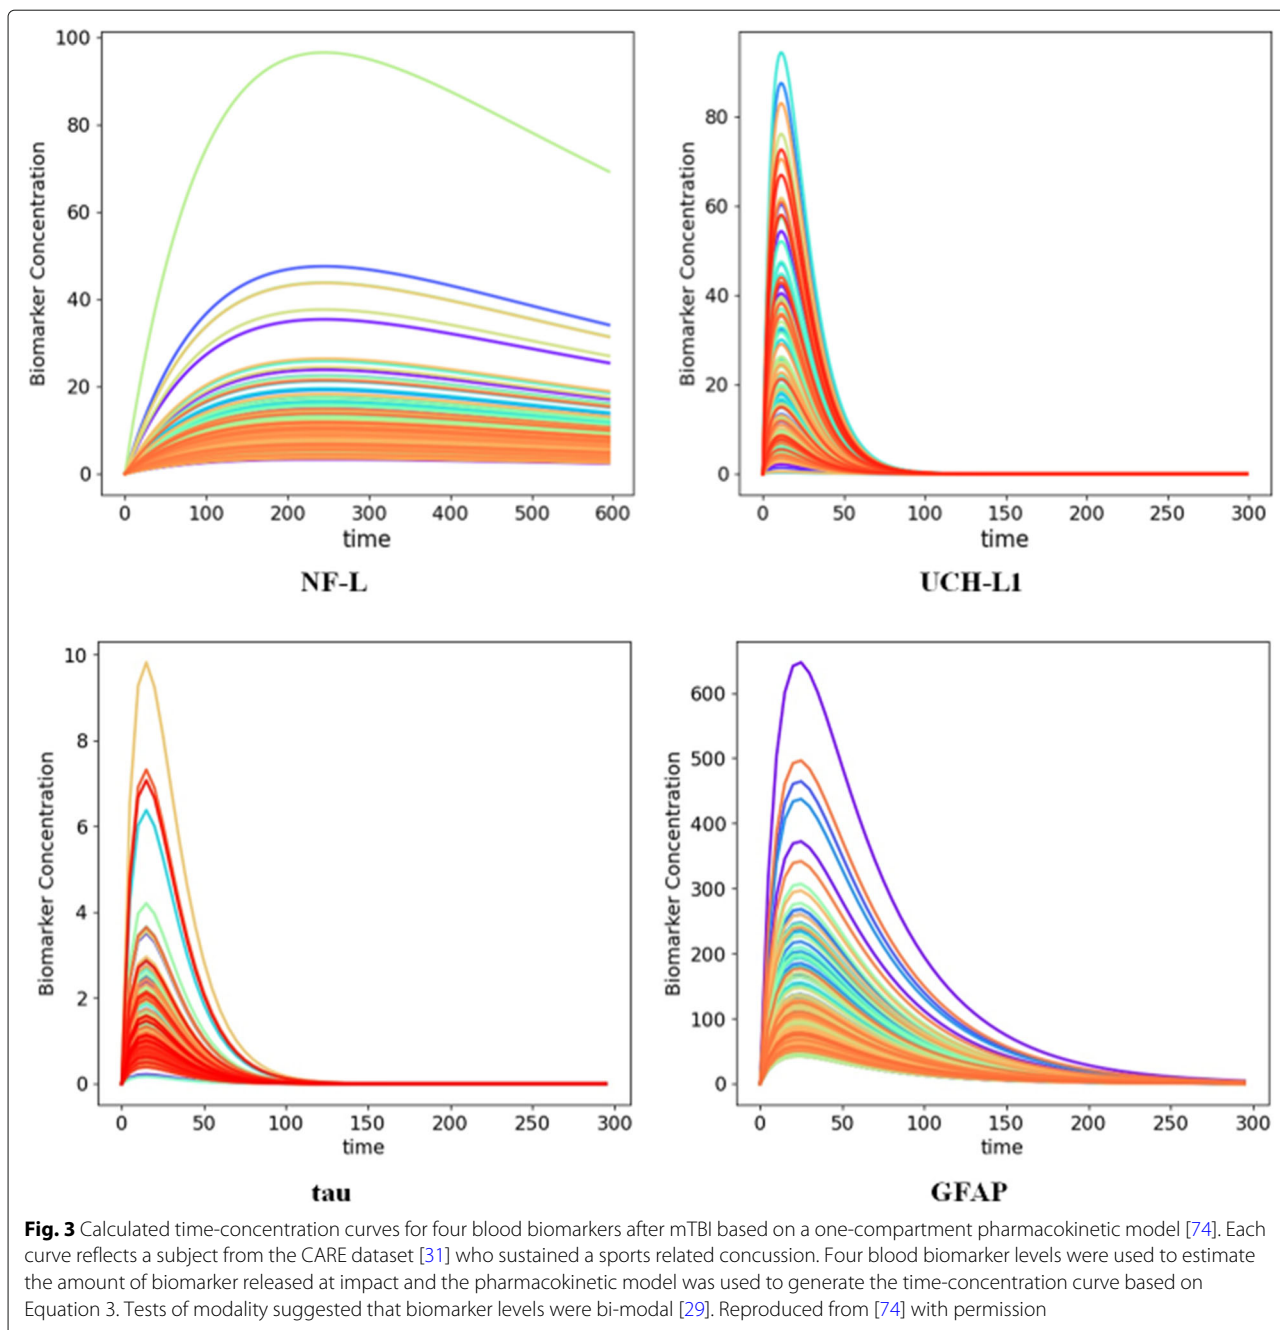 100
80
60
40
20
0
Biomarker Concentration
0 100 200 300 400 500 600
time
NF-L
80
60
40
20
0
Biomarker Concentration
0 50 100 150 200 250 300
time
UCH-L1
10
8
6
4
2
0
Biomarker Concentration
0 50 100 150 200 250 300
time
tau
600
500
400
300
200
100
0
Biomarker Concentration
0 50 100 150 200 250 300
time
GFAP
Fig. 3 Calculated time-concentration curves for four blood biomarkers after mTBI based on a one-compartment pharmacokinetic model [74]. Each
curve reflects a subject from the CARE dataset [31] who sustained a sports related concussion. Four blood biomarker levels were used to estimate
the amount of biomarker released at impact and the pharmacokinetic model was used to generate the time-concentration curve based on
Equation 3. Tests of modality suggested that biomarker levels were bi-modal [29]. Reproduced from [74] with permission